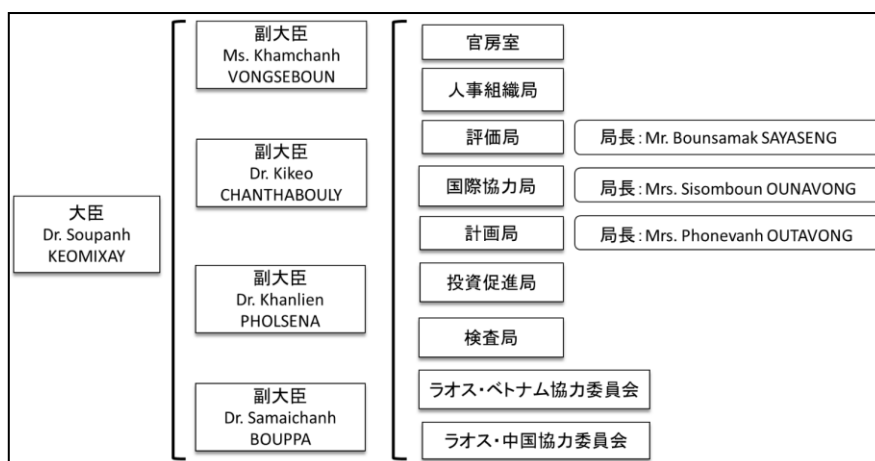 大臣
Dr. Soupanh
KEOMIXAY
副大臣
Ms. Khamchanh
VONGSEBOUN
副大臣
Dr. Kikeo
CHANTHABOULY
副大臣
Dr. Khanlien
PHOLSENA
副大臣
Dr. Samaichanh
BOUPPA
官房室
人事組織局
評価局
局長：Mr. Bounsamak SAYASENG
国際協力局
局長：Mrs. Sisomboun OUNAVONG
計画局
局長：Mrs. Phonevanh OUTAVONG
投資促進局
検査局
ラオス・ベトナム協力委員会
ラオス・中国協力委員会